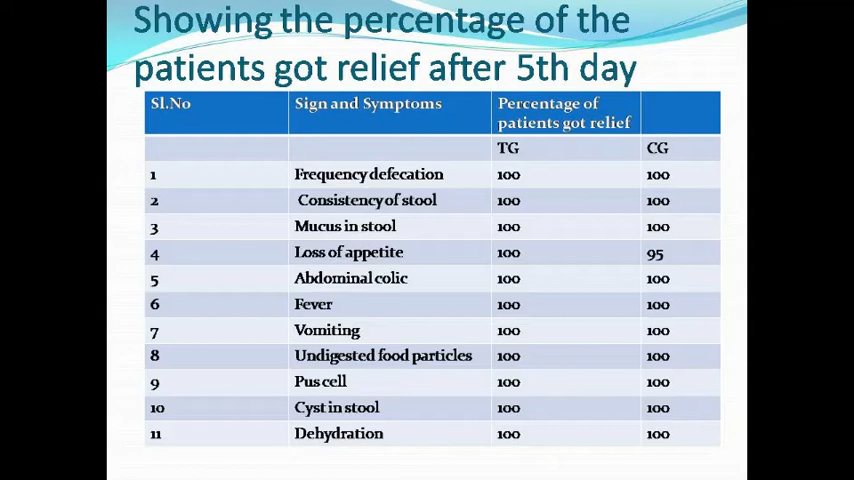 Showing the percentage of the
patients got relief after 5th day
Sl.No Sign and Symptoms Percentage of patients got relief
TG CG
1 Frequency defecation 100 100
2 Consistency of stool 100 100
3 Mucus in stool 100 100
4 Loss of appetite 100 95
5 Abdominal colic 100 100
6 Fever 100 100
7 Vomiting 100 100
8 Undigested food particles 100 100
9 Pus cell 100 100
10 Cyst in stool 100 100
11 Dehydration 100 100